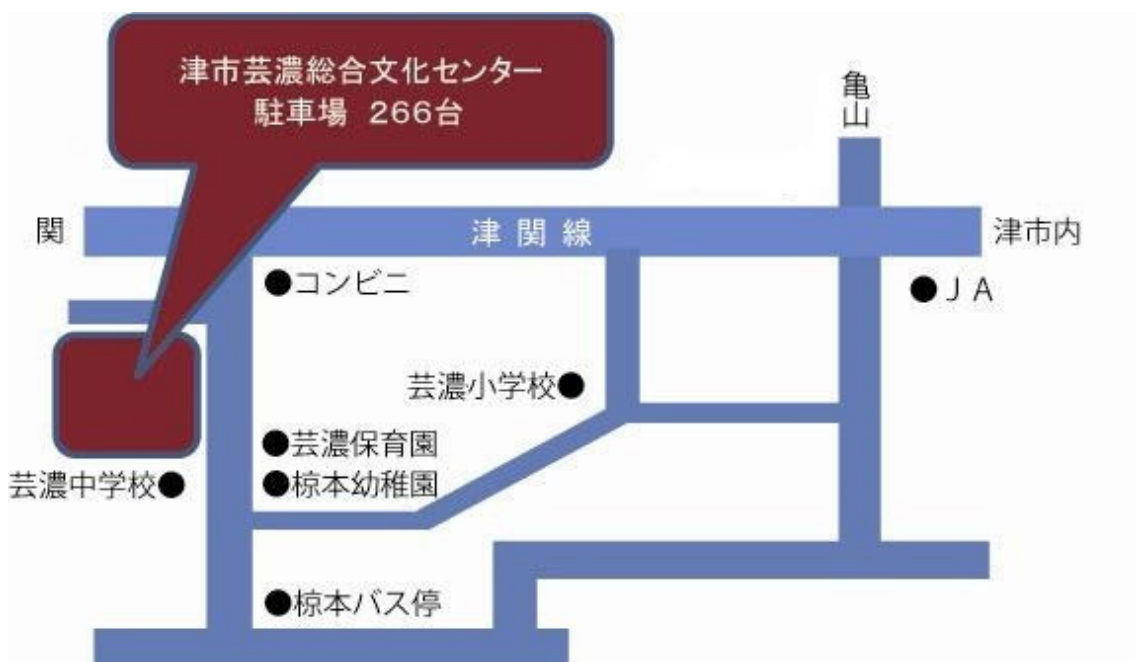 津市芸濃総合文化センター
駐車場 266台
亀山
関
津関線
津市内
●コンビニ
●JA
芸濃小学校●
●芸濃保育園
●椋本幼稚園
芸濃中学校●
●椋本バス停